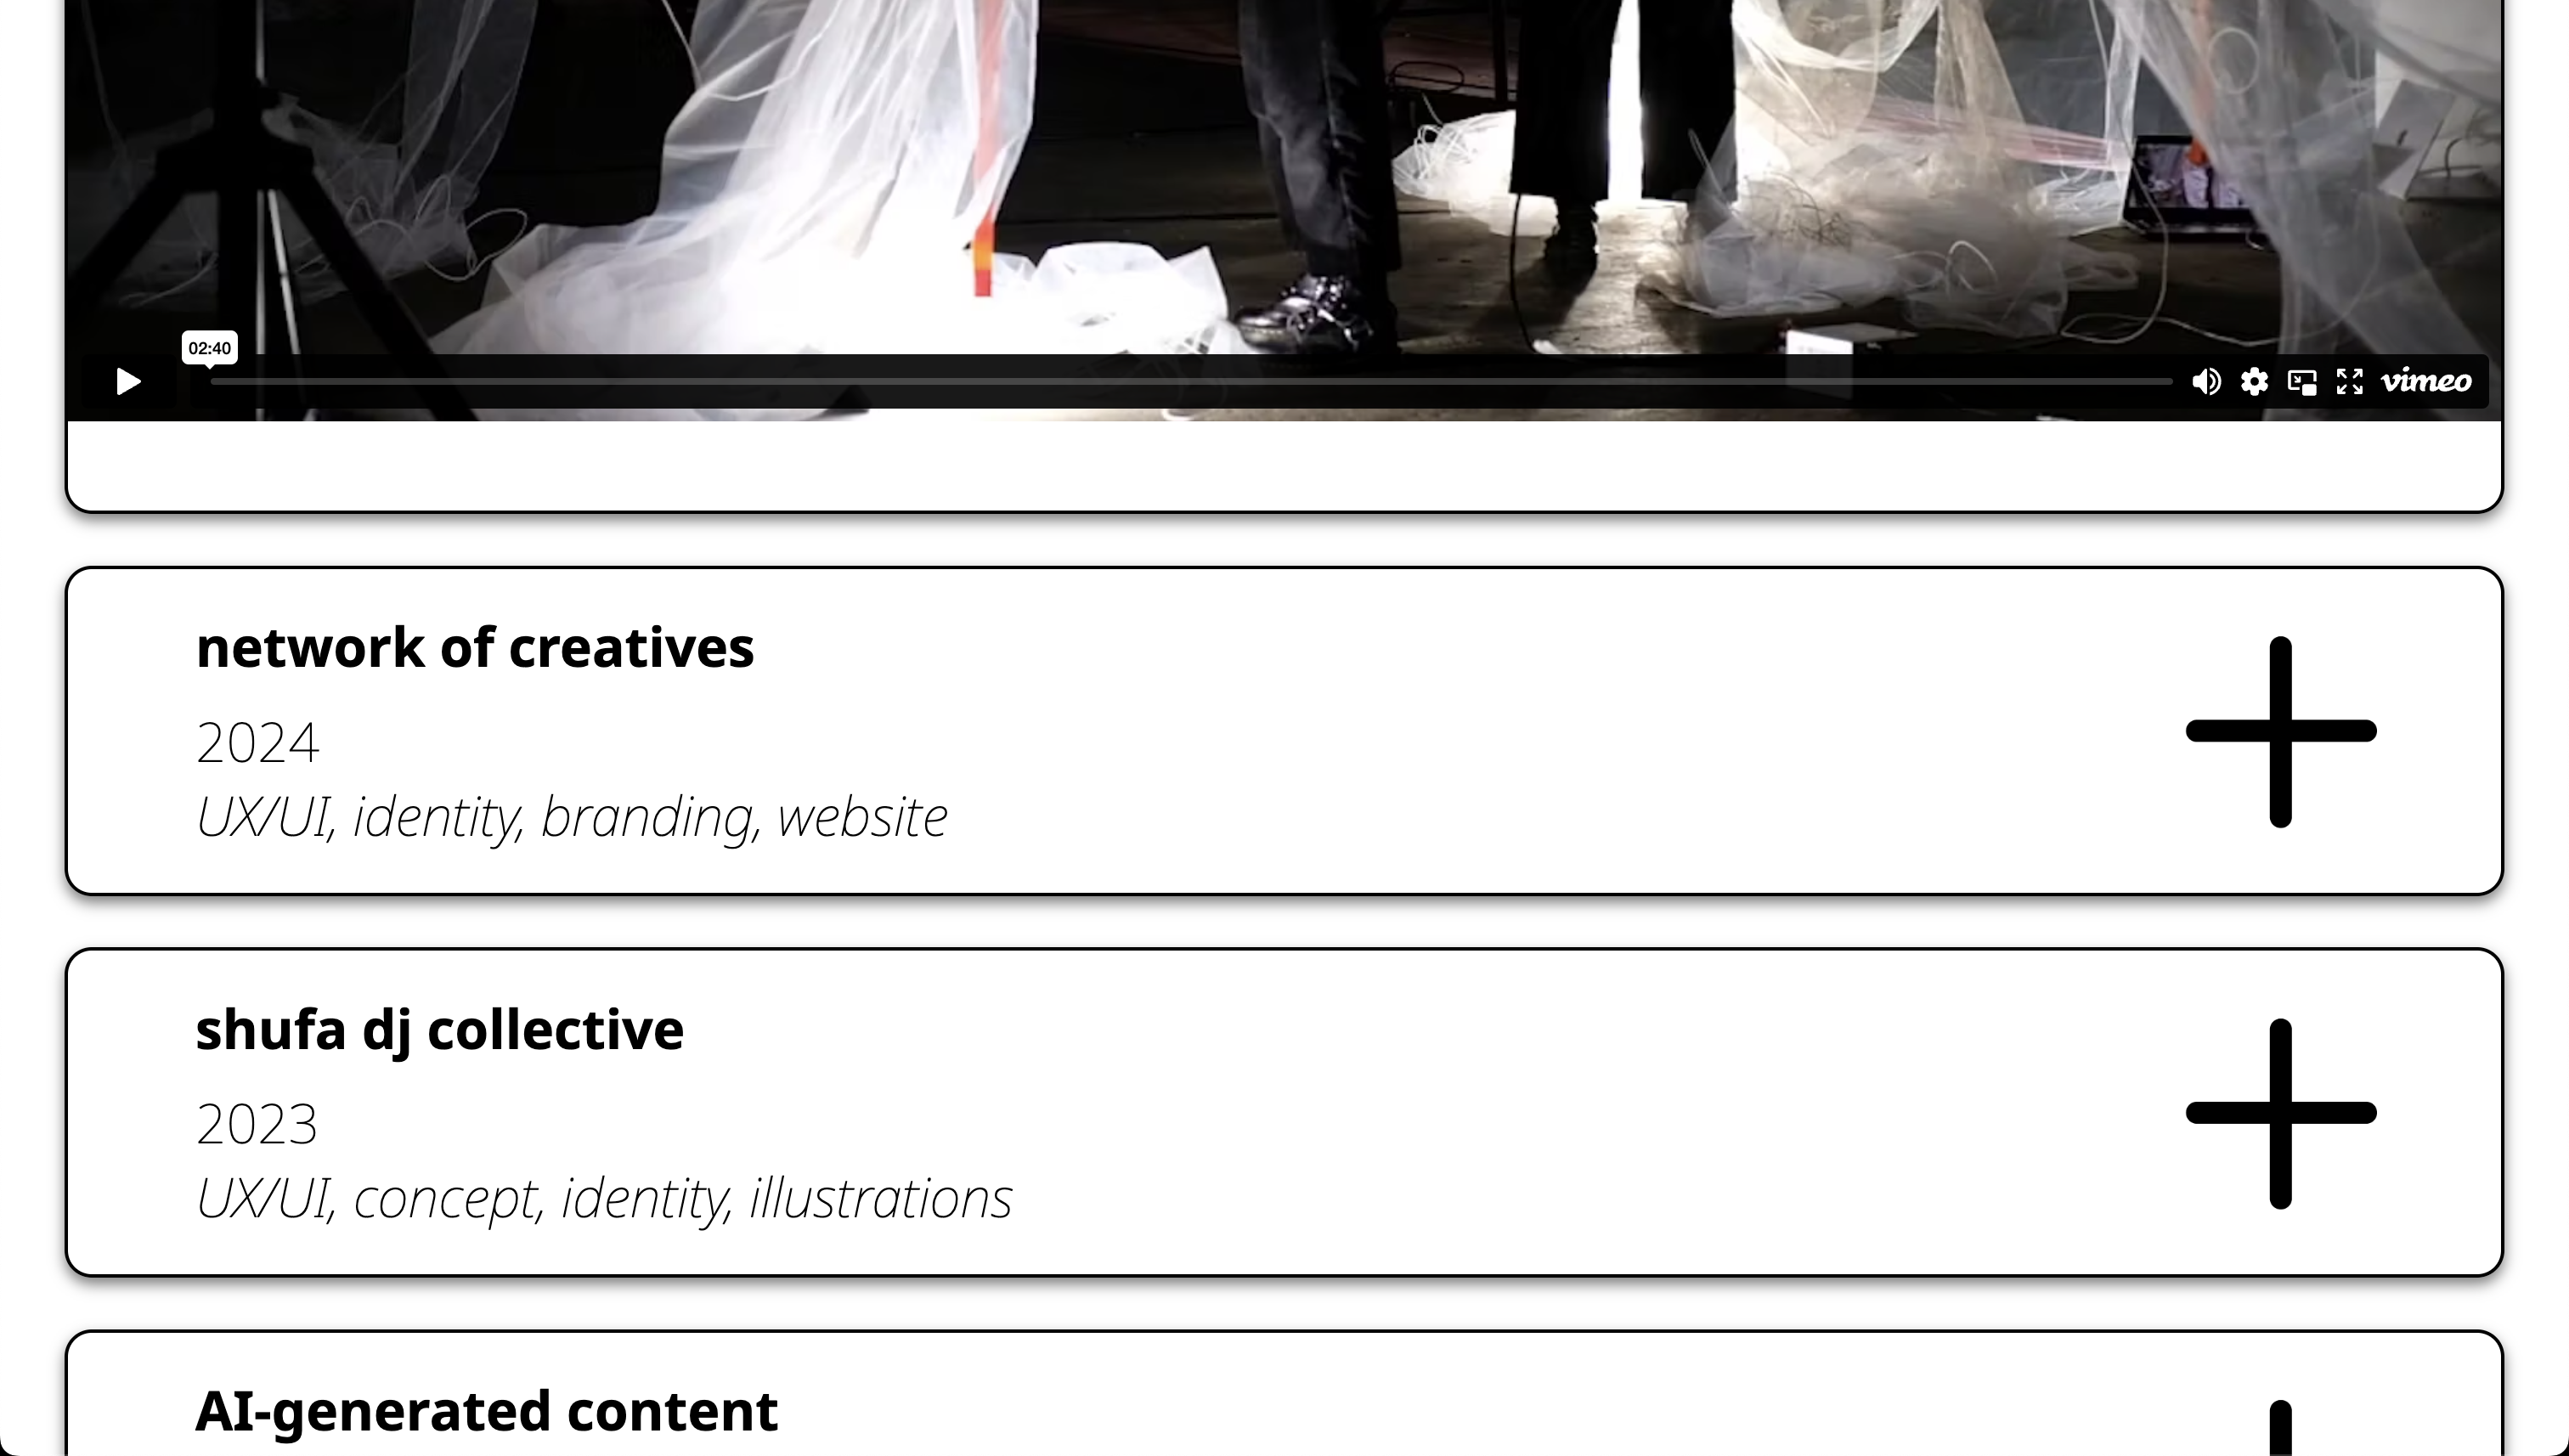 02:40
vimeo
network of creatives
2024
UX/UI, identity, branding, website
shufa dj collective
2023
UX/UI, concept, identity, illustrations
AI-generated content